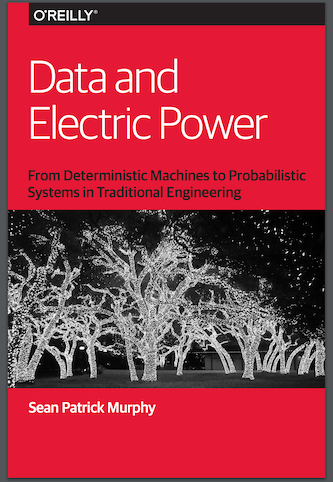 O'REILLY®
Data and
Electric Power
From Deterministic Machines to Probabilistic
Systems in Traditional Engineering
Sean Patrick Murphy